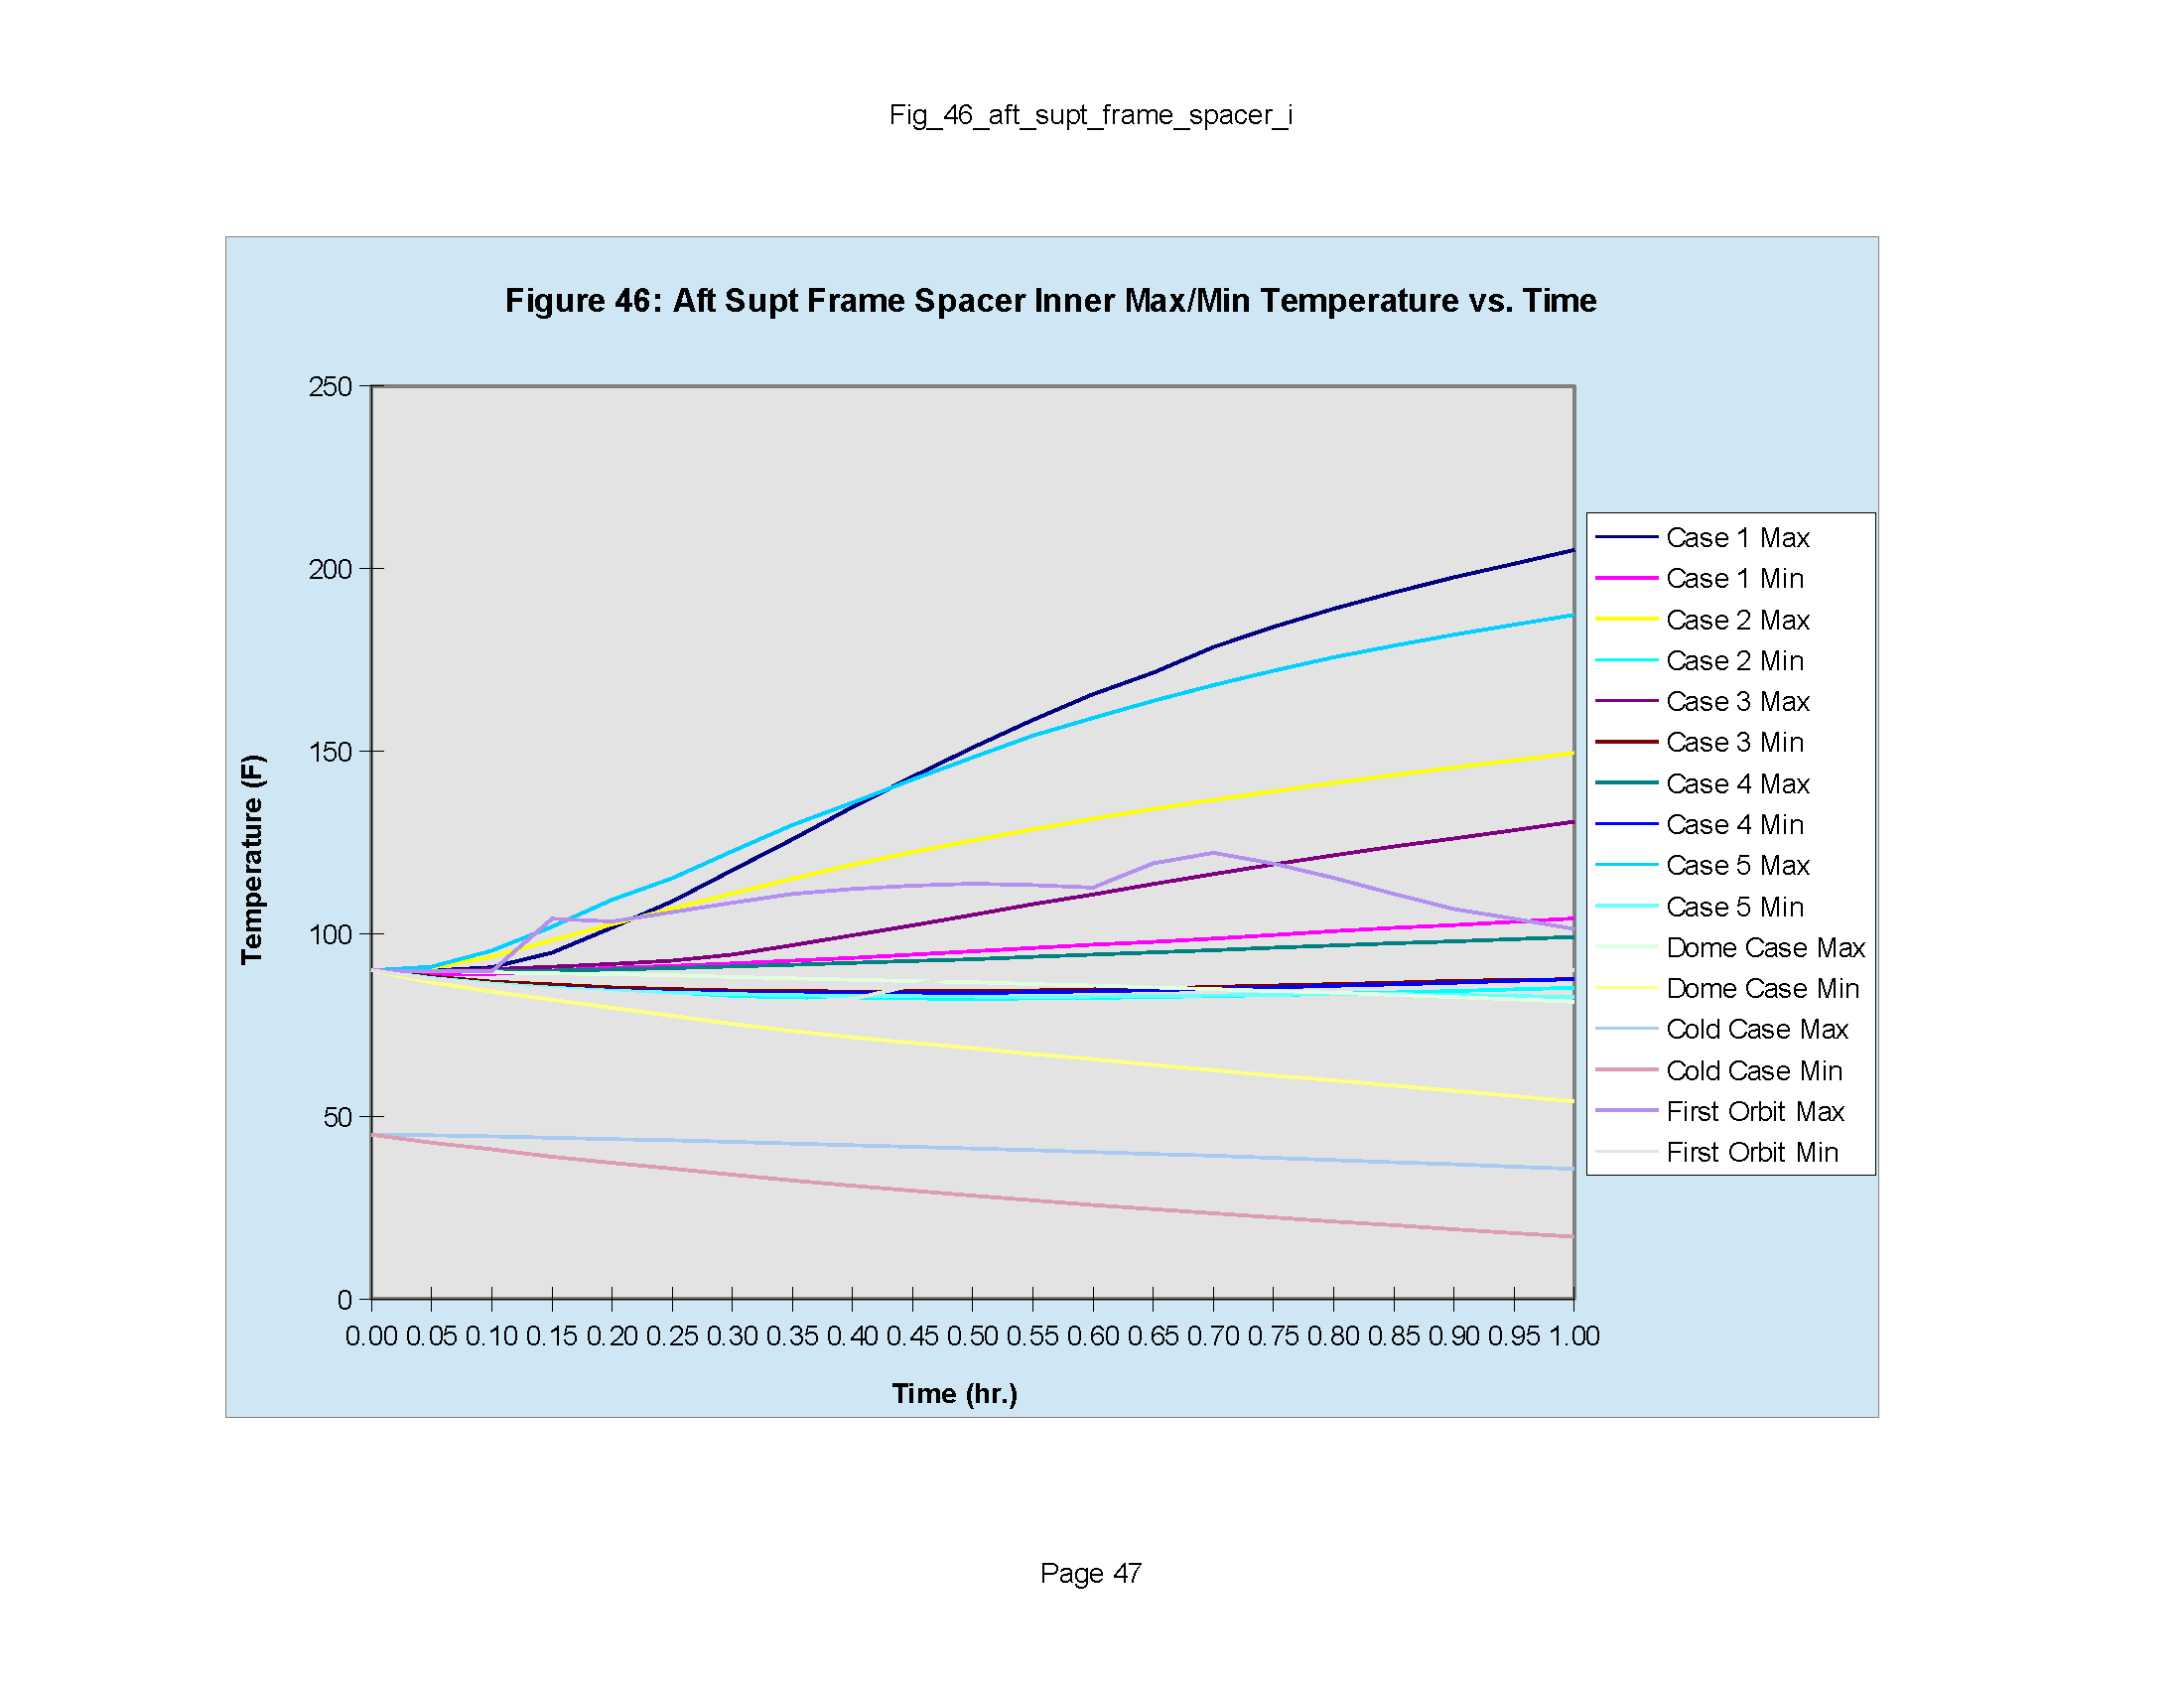 Fig_46_aft_supt_frame_spacer_i
Figure 46: Aft Supt Frame Spacer Inner Max/Min Temperature vs. Time
250
200
150
100
50
0
Temperature (F)
0.00 0.05 0.10 0.15 0.20 0.25 0.30 0.35 0.40 0.45 0.50 0.55 0.60 0.65 0.70 0.75 0.80 0.85 0.90 0.95 1.00
Time (hr.)
Case 1 Max
Case 1 Min
Case 2 Max
Case 2 Min
Case 3 Max
Case 3 Min
Case 4 Max
Case 4 Min
Case 5 Max
Case 5 Min
Dome Case Max
Dome Case Min
Cold Case Max
Cold Case Min
First Orbit Max
First Orbit Min
Page 47